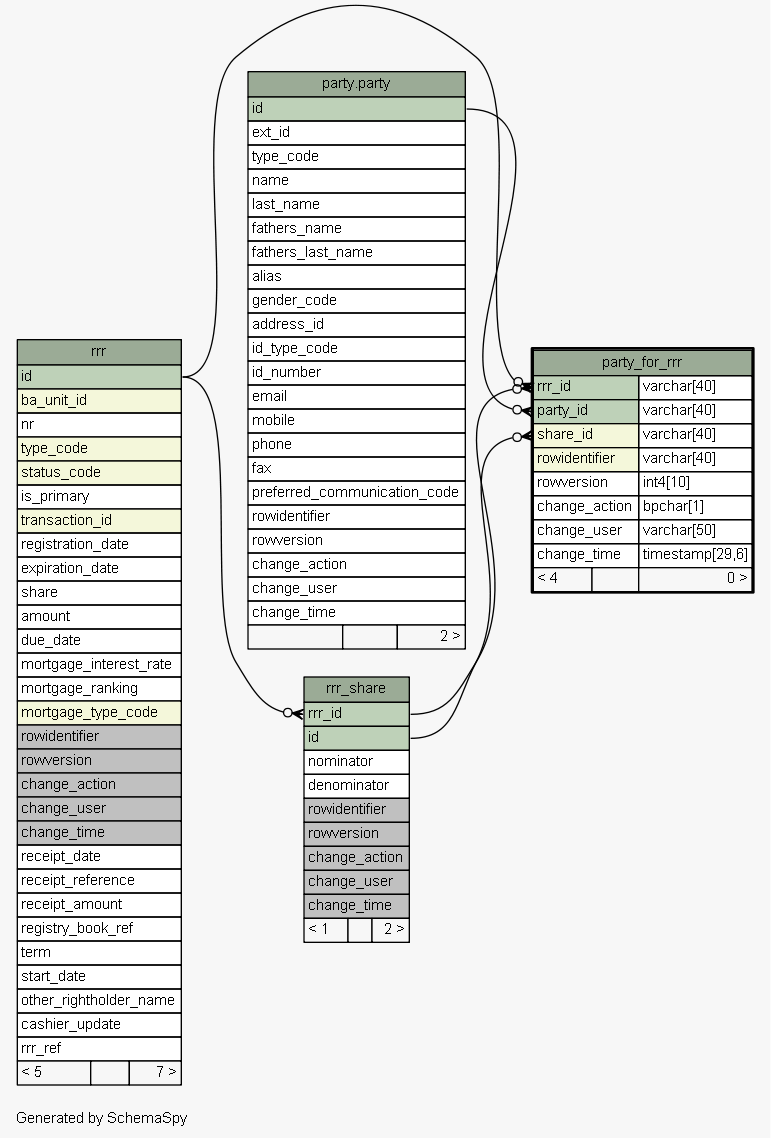 party.party
id
ext_id
type_code
name
last_name
fathers_name
fathers_last_name
alias
gender_code
address_id
id_type_code
id_number
email
mobile
phone
fax
preferred_communication_code
rowidentifier
rowversion
change_action
change_user
change_time
2 >
rrr
id
ba_unit_id
nr
type_code
status_code
is_primary
transaction_id
registration_date
expiration_date
share
amount
due_date
mortgage_interest_rate
mortgage_ranking
mortgage_type_code
rowidentifier
rowversion
change_action
change_user
change_time
receipt_date
receipt_reference
receipt_amount
registry_book_ref
term
start_date
other_rightholder_name
cashier_update
rrr_ref
< 5 7 >
party_for_rrr
rrr_id varchar[40]
party_id varchar[40]
share_id varchar[40]
rowidentifier varchar[40]
rowversion int4[10]
change_action bpchar[1]
change_user varchar[50]
change_time timestamp[29,6]
< 4 0 >
rrr_share
rrr_id
id
nominator
denominator
rowidentifier
rowversion
change_action
change_user
change_time
< 1 2 >
Generated by SchemaSpy